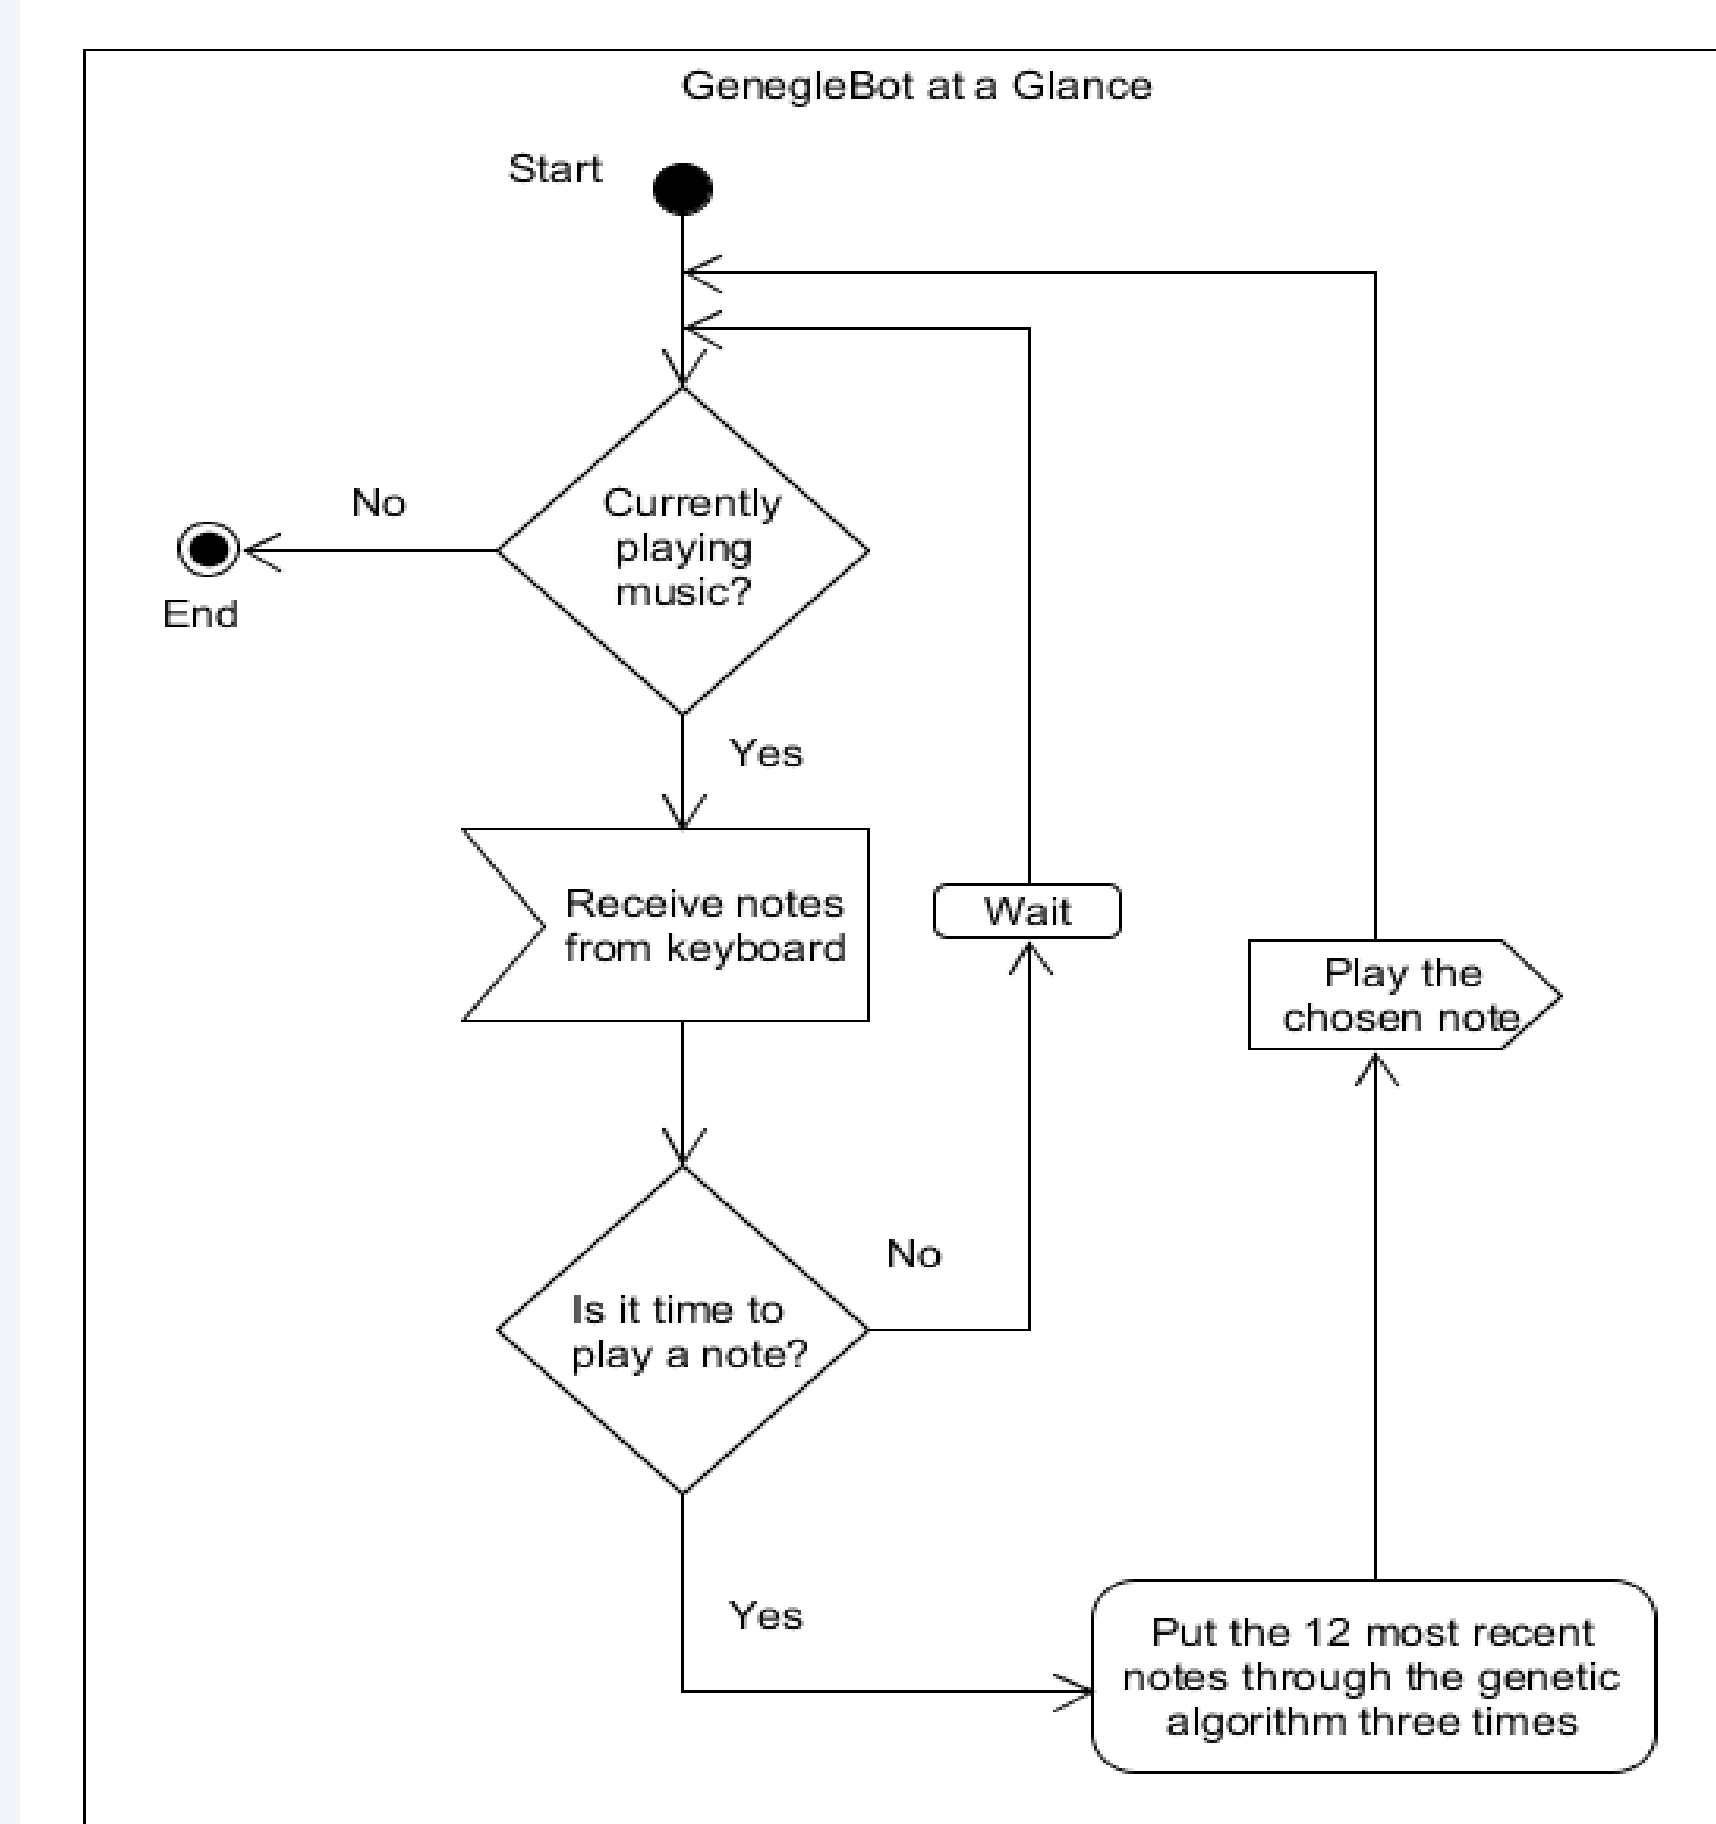 GenegleBot at a Glance
Start
Currently
playing
music?
No
End
Yes
Receive notes
from keyboard
Wait
Play the
chosen note
Is it time to
play a note?
No
Yes
Put the 12 most recent
notes through the genetic
algorithm three times